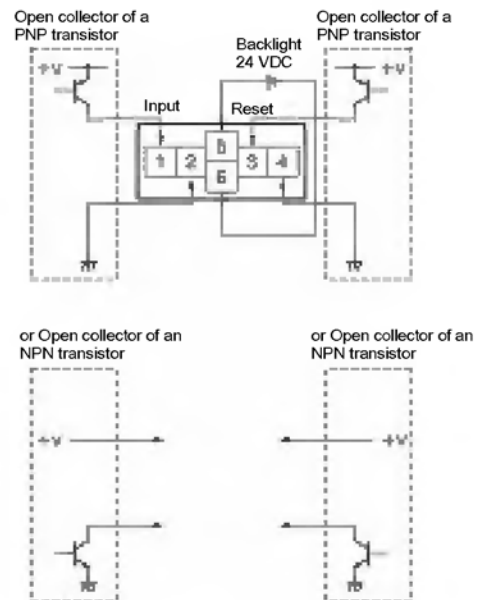 Open collector of a
PNP transistor
Open collector of a
PNP transistor
Backlight
24 VDC
+V
+V
Input
Reset
1 2 5 3 4
6
or Open collector of an
NPN transistor
or Open collector of an
NPN transistor
+V
+V